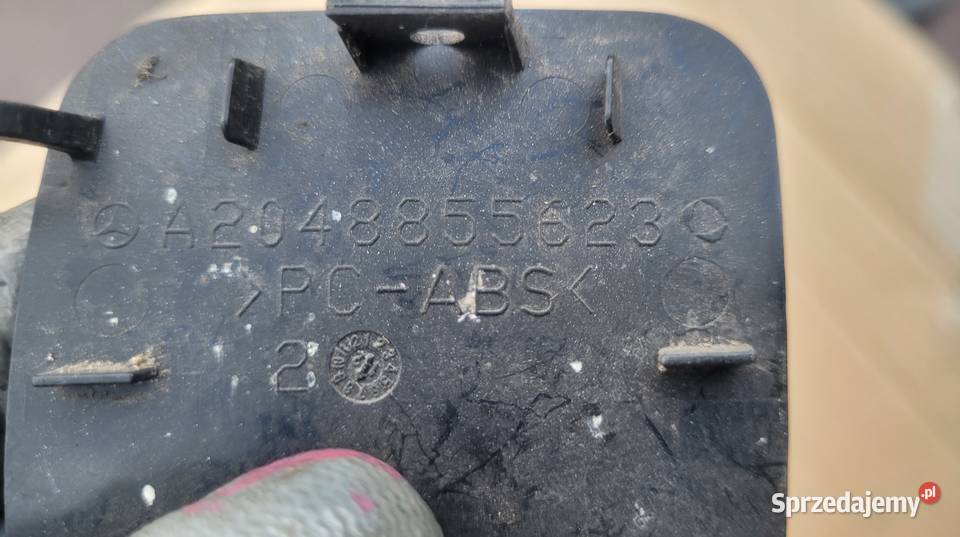 A2048855623
>PC-ABS<
2
Sprzedajemy.pl